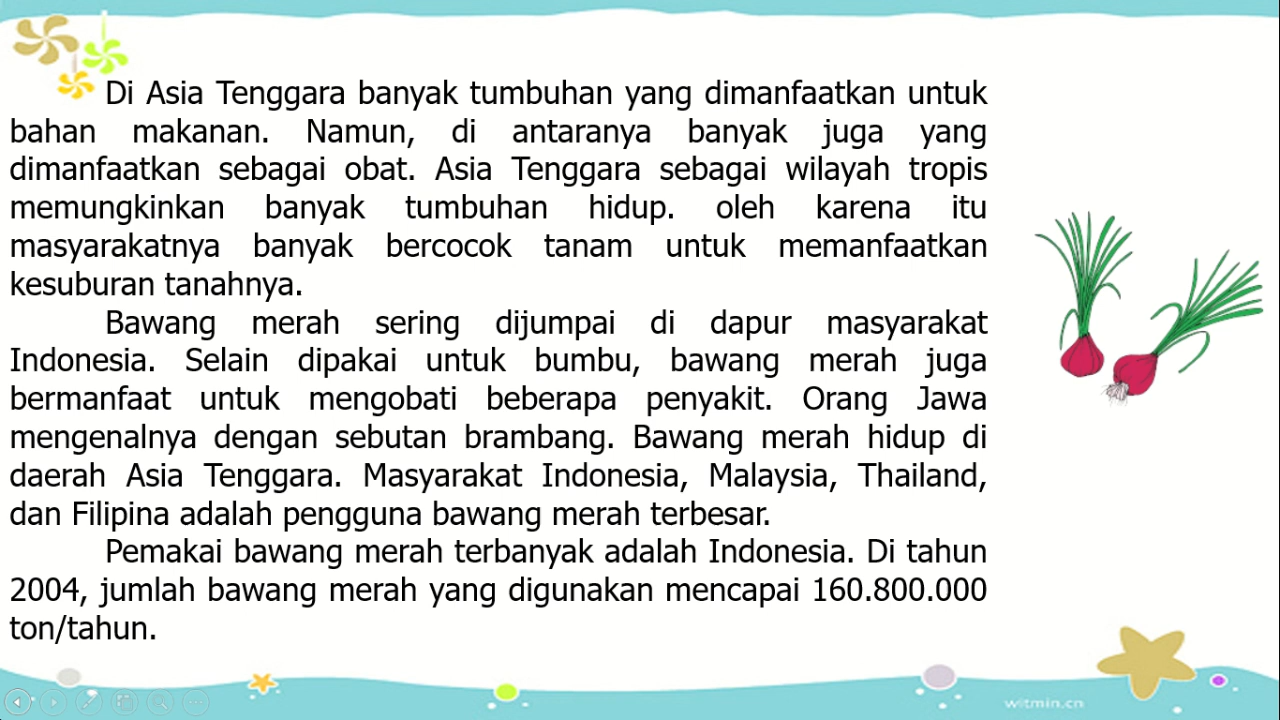 Di Asia Tenggara banyak tumbuhan yang dimanfaatkan untuk
bahan makanan. Namun, di antaranya banyak juga yang
dimanfaatkan sebagai obat. Asia Tenggara sebagai wilayah tropis
memungkinkan banyak tumbuhan hidup. oleh karena itu
masyarakatnya banyak bercocok tanam untuk memanfaatkan
kesuburan tanahnya.
Bawang merah sering dijumpai di dapur masyarakat
Indonesia. Selain dipakai untuk bumbu, bawang merah juga
bermanfaat untuk mengobati beberapa penyakit. Orang Jawa
mengenalnya dengan sebutan brambang. Bawang merah hidup di
daerah Asia Tenggara. Masyarakat Indonesia, Malaysia, Thailand,
dan Filipina adalah pengguna bawang merah terbesar.
Pemakai bawang merah terbanyak adalah Indonesia. Di tahun
2004, jumlah bawang merah yang digunakan mencapai 160.800.000
ton/tahun.
witmin.cn